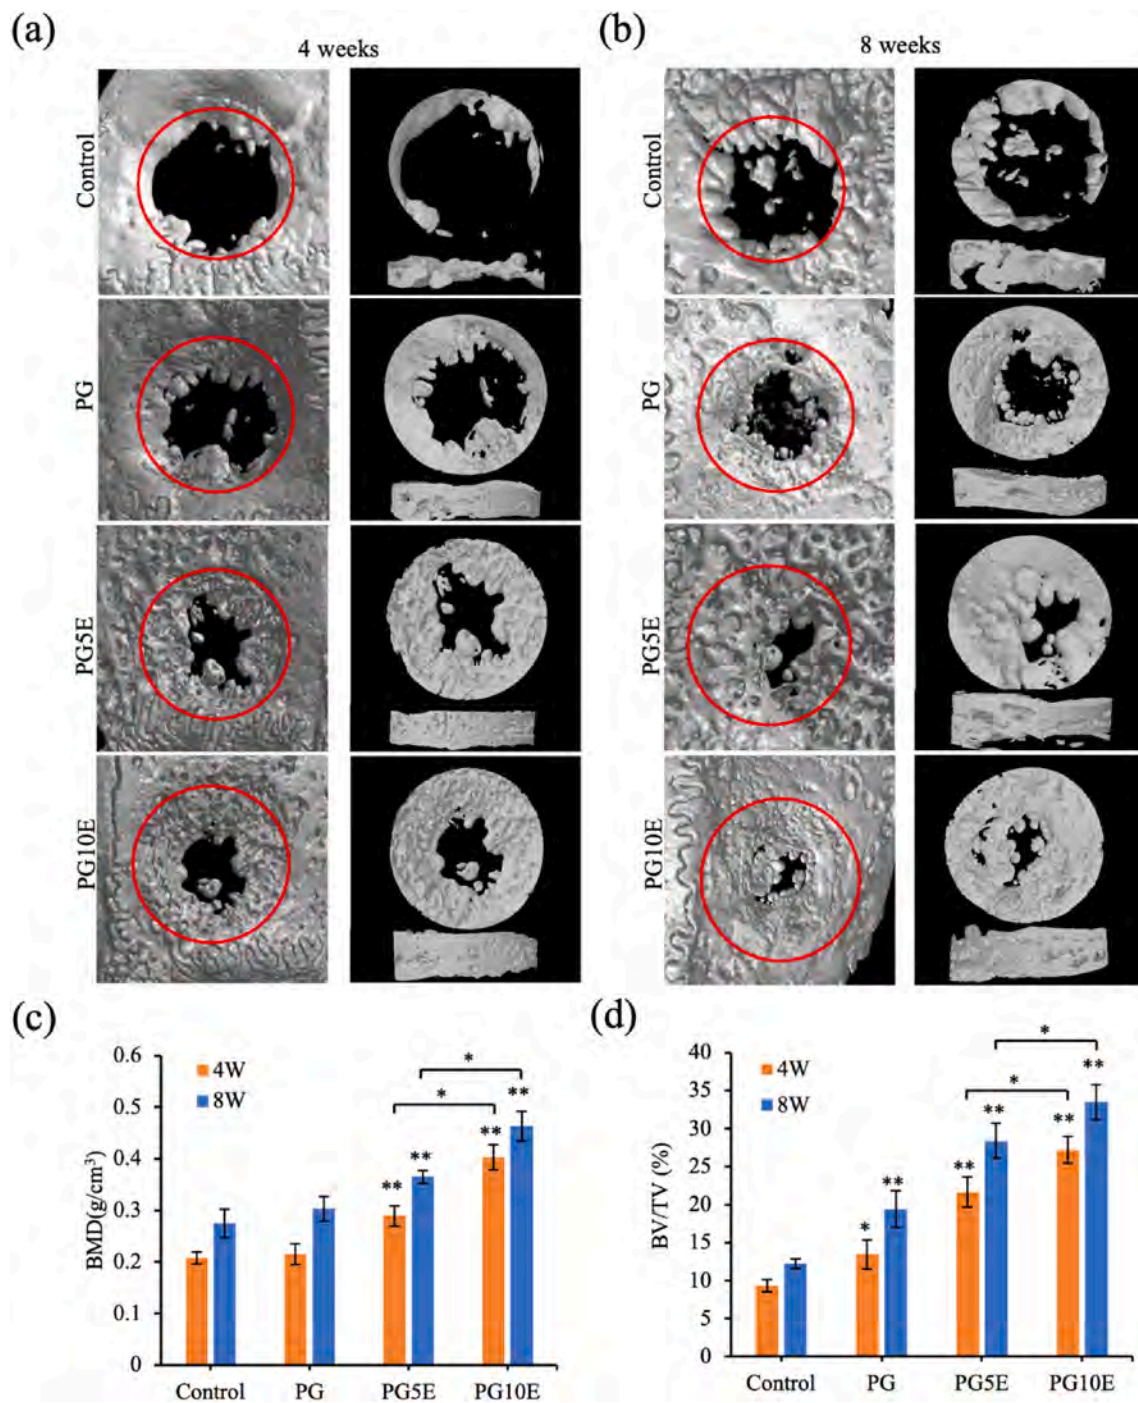 (a)
4 weeks
(b)
8 weeks
Control
Control
PG
PG
PG5E
PG5E
PG10E
PG10E
(c)
0.6
0.5
0.4
0.3
0.2
0.1
0
BMD(g/cm³)
4W
8W
*
*
**
**
**
**
Control PG PG5E PG10E
(d)
40
35
30
25
20
15
10
5
0
BV/TV (%)
4W
8W
*
*
*
**
**
**
**
**
Control PG PG5E PG10E